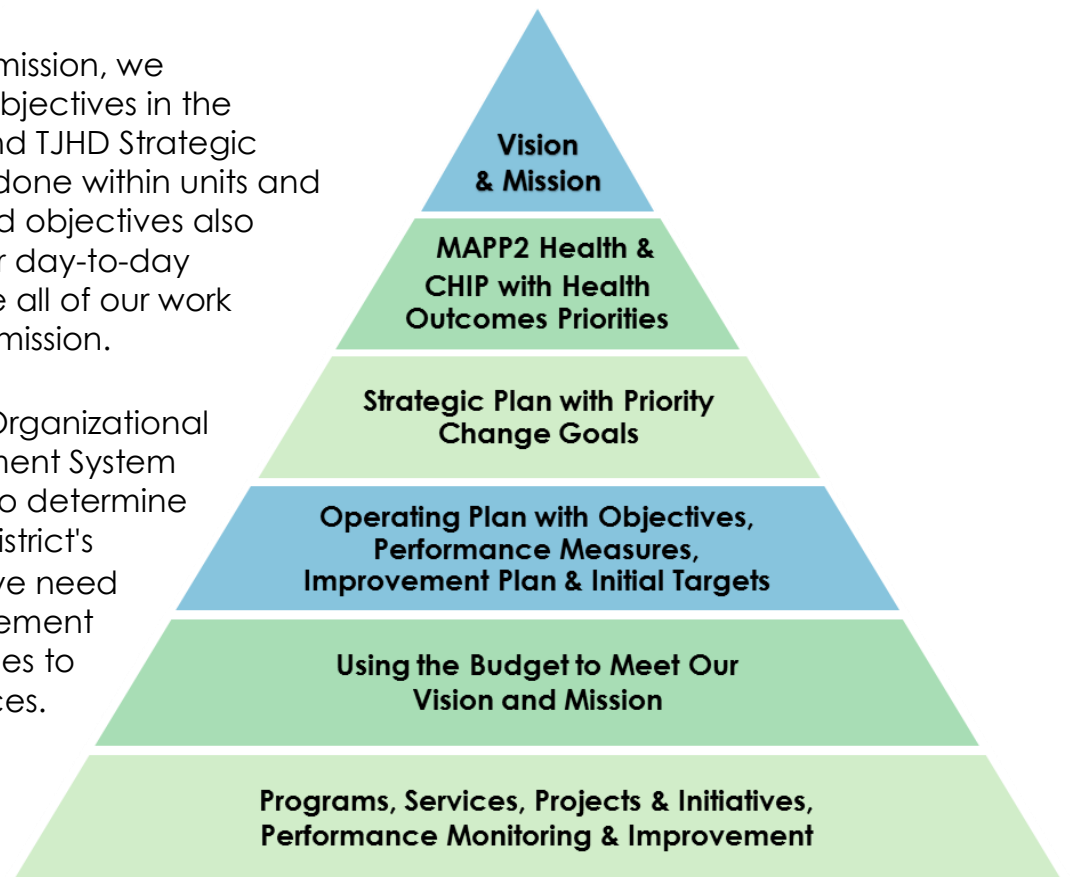 mission, we
bjectives in the
nd TJHD Strategic
done within units and
d objectives also
r day-to-day
e all of our work
mission.
Organizational
ment System
o determine
istrict's
ve need
ement
es to
ces.
Vision
& Mission
MAPP2 Health &
CHIP with Health
Outcomes Priorities
Strategic Plan with Priority
Change Goals
Operating Plan with Objectives,
Performance Measures,
Improvement Plan & Initial Targets
Using the Budget to Meet Our
Vision and Mission
Programs, Services, Projects & Initiatives,
Performance Monitoring & Improvement